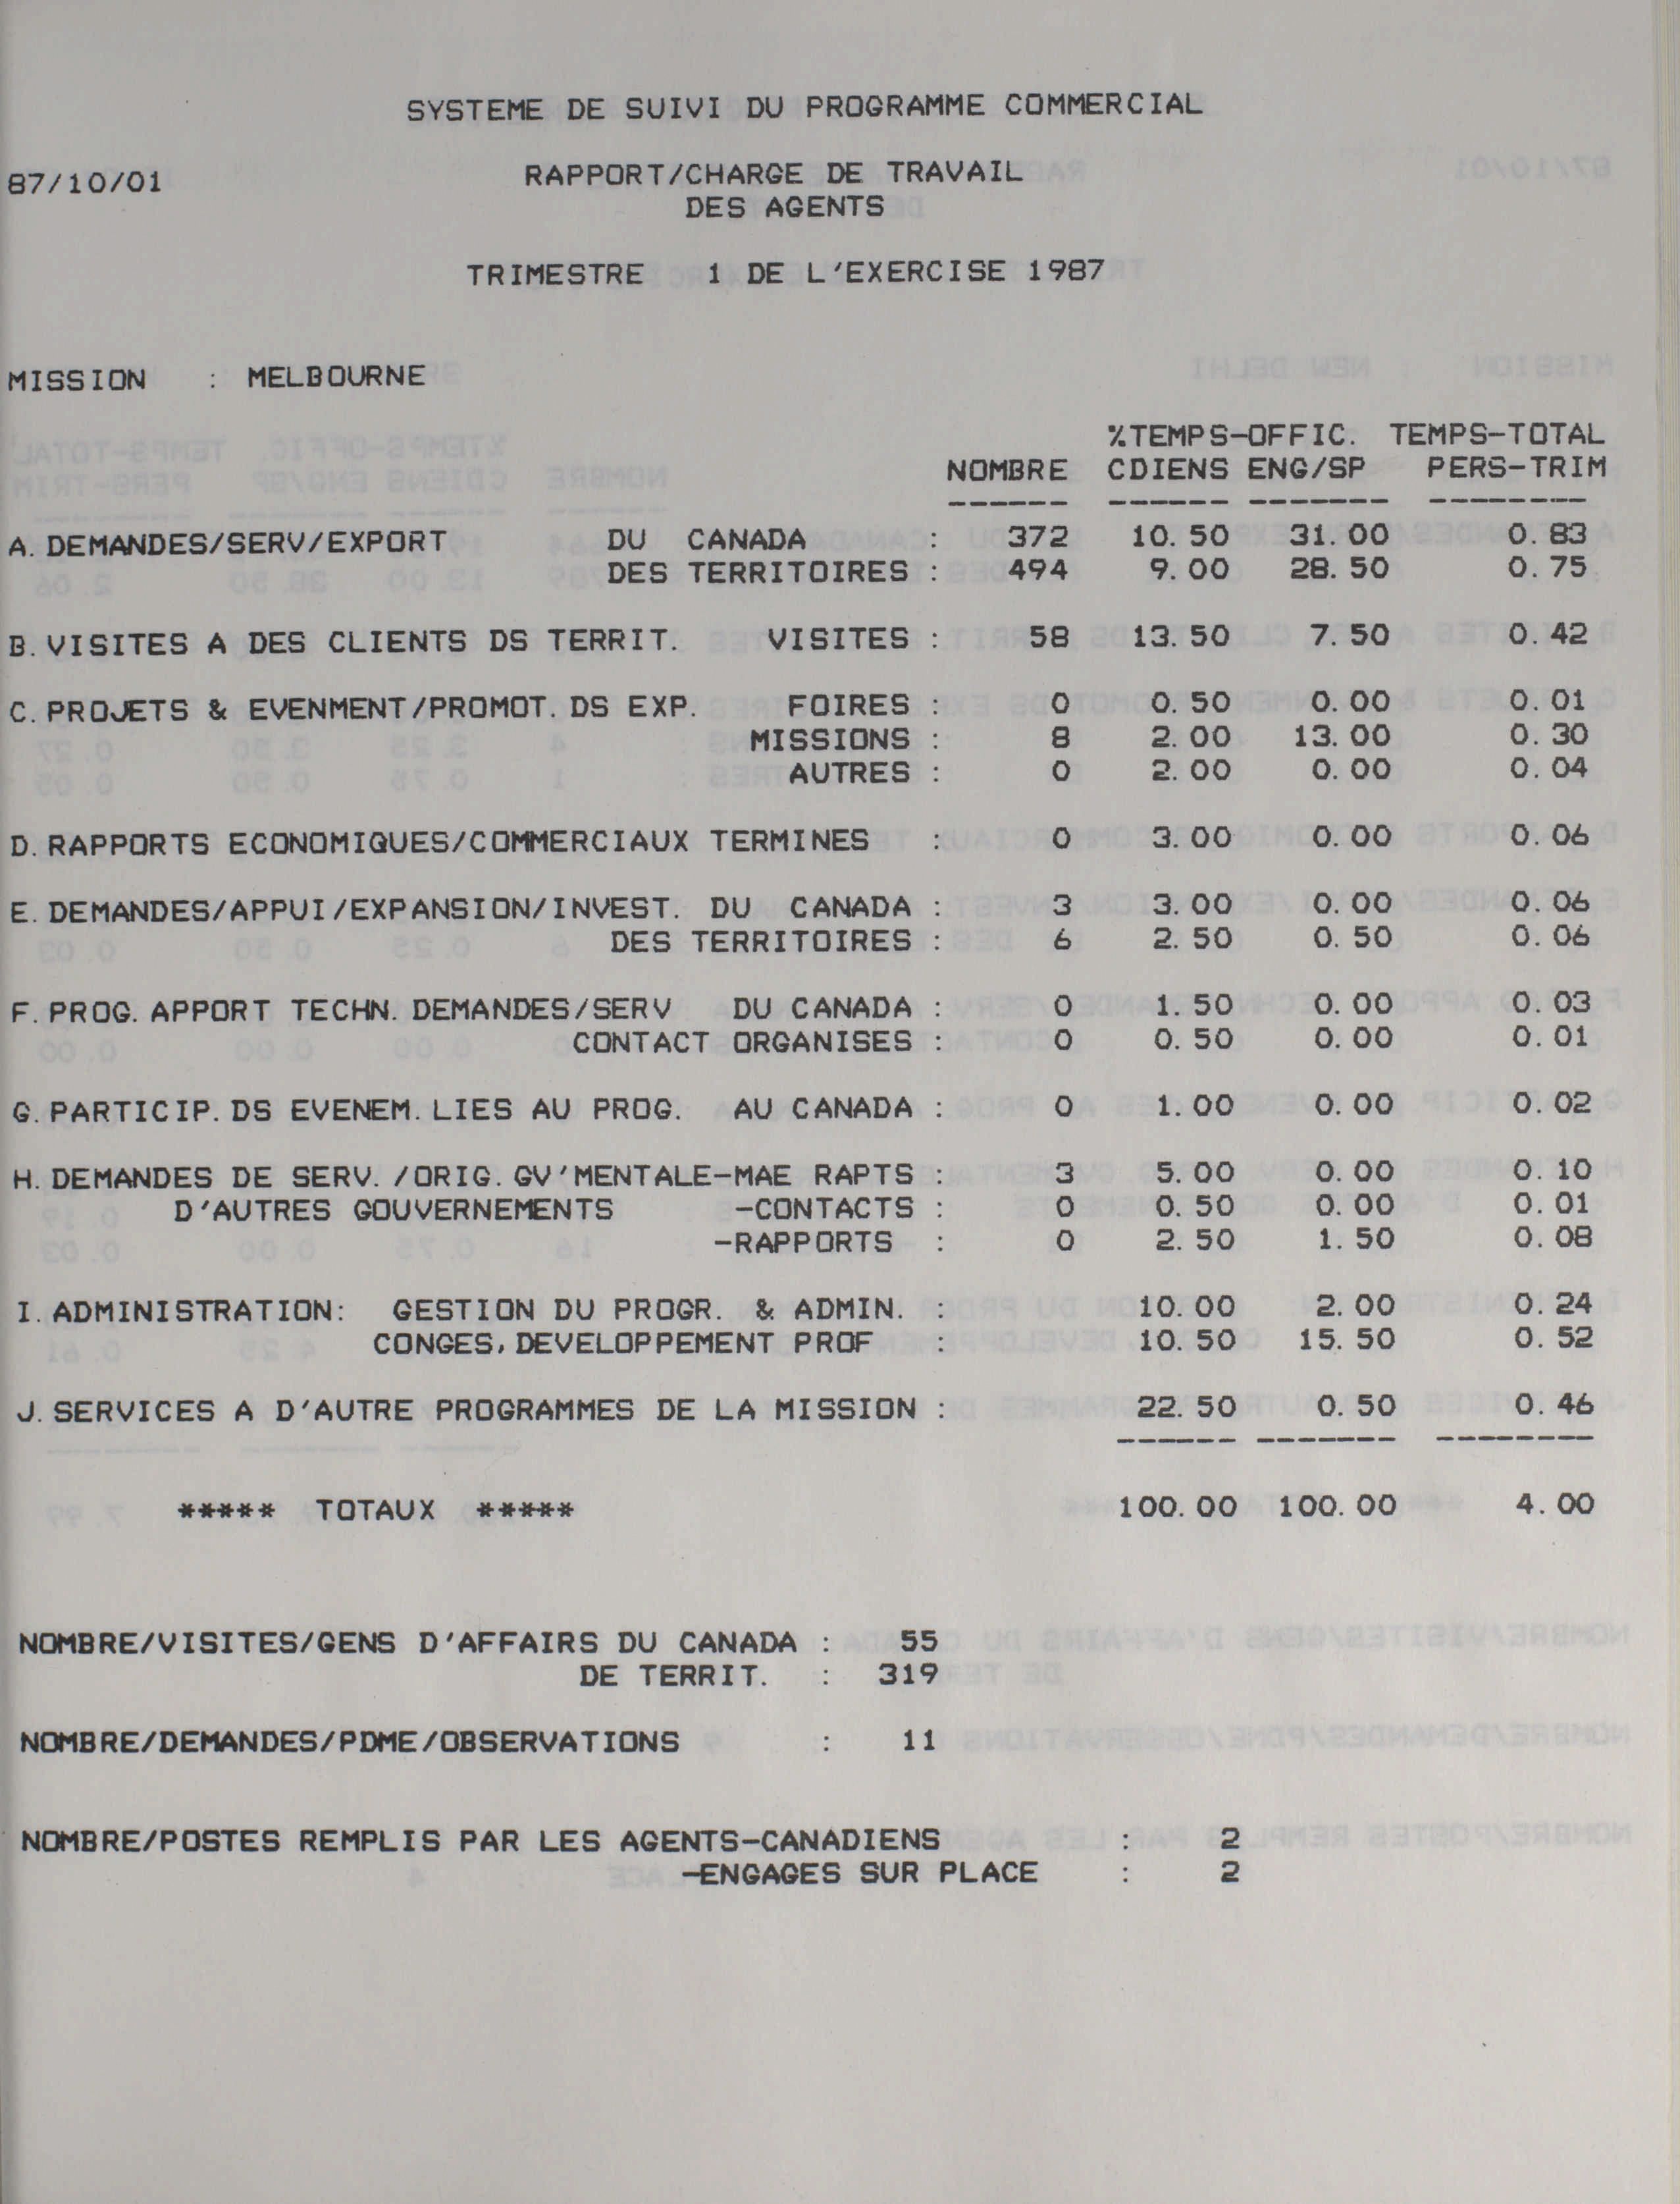 SYSTEME DE SUIVI DU PROGRAMME COMMERCIAL
87/10/01 RAPPORT/CHARGE DE TRAVAIL
DES AGENTS
TRIMESTRE 1 DE L'EXERCISE 1987
MISSION : MELBOURNE
%TEMPS-OFFIC. TEMPS-TOTAL
NOMBRE CDIENS ENG/SP PERS-TRIM
------ ------ ------- --------
A. DEMANDES/SERV/EXPORT DU CANADA : 372 10.50 31.00 0.83
DES TERRITOIRES : 494 9.00 28.50 0.75
B. VISITES A DES CLIENTS DS TERRIT. VISITES : 58 13.50 7.50 0.42
C. PROJETS & EVENMENT/PROMOT. DS EXP. FOIRES : 0 0.50 0.00 0.01
MISSIONS : 8 2.00 13.00 0.30
AUTRES : 0 2.00 0.00 0.04
D. RAPPORTS ECONOMIQUES/COMMERCIAUX TERMINES : 0 3.00 0.00 0.06
E. DEMANDES/APPUI/EXPANSION/INVEST. DU CANADA : 3 3.00 0.00 0.06
DES TERRITOIRES : 6 2.50 0.50 0.06
F. PROG. APPORT TECHN. DEMANDES/SERV DU CANADA : 0 1.50 0.00 0.03
CONTACT ORGANISES : 0 0.50 0.00 0.01
G. PARTICIP. DS EVENEM. LIES AU PROG. AU CANADA : 0 1.00 0.00 0.02
H. DEMANDES DE SERV. /ORIG. GV'MENTALE-MAE RAPTS : 3 5.00 0.00 0.10
D'AUTRES GOUVERNEMENTS -CONTACTS : 0 0.50 0.00 0.01
-RAPPORTS : 0 2.50 1.50 0.08
I. ADMINISTRATION: GESTION DU PROGR. & ADMIN. : 10.00 2.00 0.24
CONGES, DEVELOPPEMENT PROF : 10.50 15.50 0.52
J. SERVICES A D'AUTRE PROGRAMMES DE LA MISSION : 22.50 0.50 0.46
------ ------- --------
***** TOTAUX ***** 100.00 100.00 4.00
NOMBRE/VISITES/GENS D'AFFAIRS DU CANADA : 55
DE TERRIT. : 319
NOMBRE/DEMANDES/PDME/OBSERVATIONS : 11
NOMBRE/POSTES REMPLIS PAR LES AGENTS-CANADIENS : 2
-ENGAGES SUR PLACE : 2